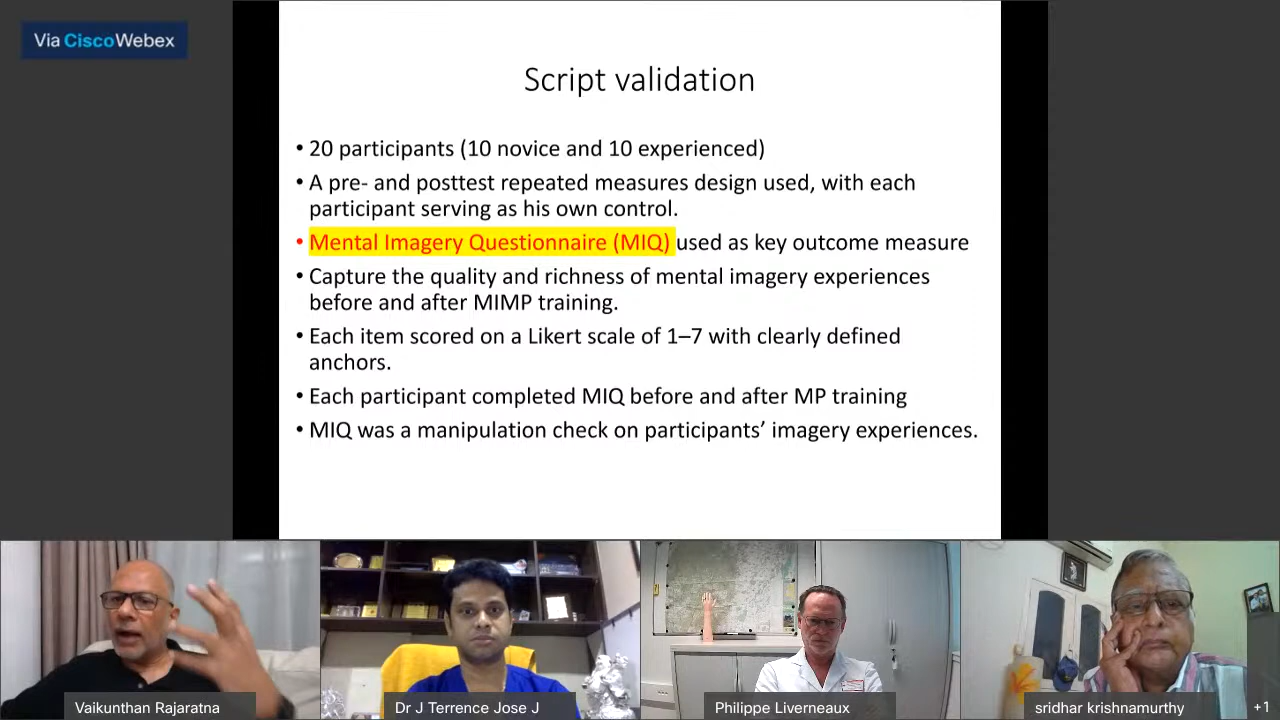 Via CiscoWebex
Script validation
• 20 participants (10 novice and 10 experienced)
• A pre- and posttest repeated measures design used, with each
participant serving as his own control.
• Mental Imagery Questionnaire (MIQ) used as key outcome measure
• Capture the quality and richness of mental imagery experiences
before and after MIMP training.
• Each item scored on a Likert scale of 1–7 with clearly defined
anchors.
• Each participant completed MIQ before and after MP training
• MIQ was a manipulation check on participants’ imagery experiences.
Vaikunthan Rajaratna
Dr J Terrence Jose J
Philippe Liverneaux
sridhar krishnamurthy
+1